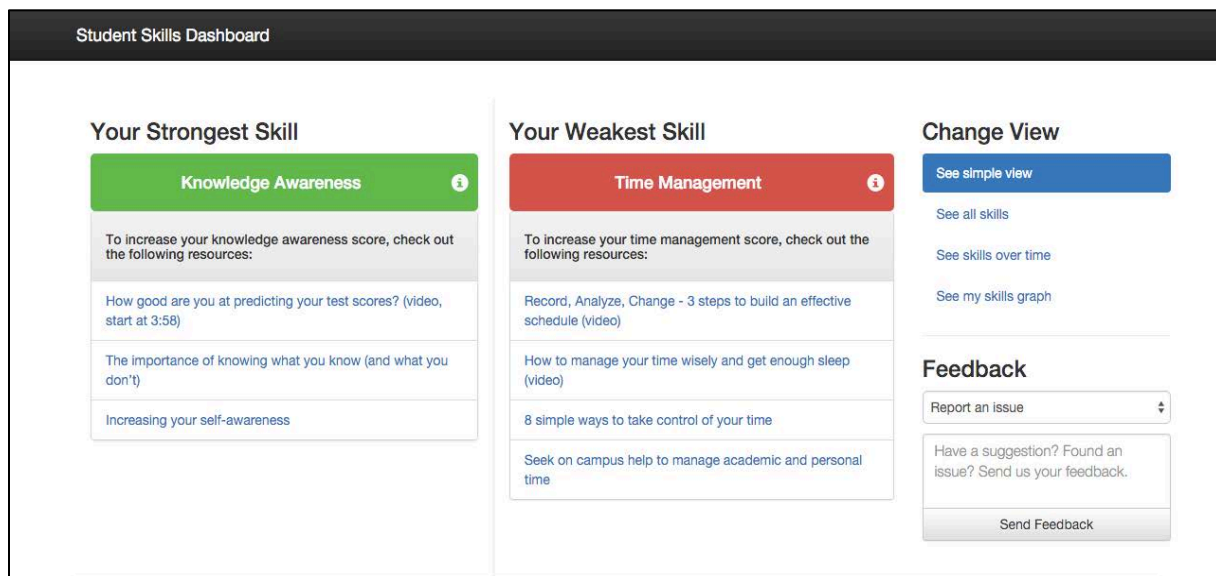 Student Skills Dashboard
Your Strongest Skill
Knowledge Awareness
To increase your knowledge awareness score, check out
the following resources:
How good are you at predicting your test scores? (video,
start at 3:58)
The importance of knowing what you know (and what you
don't)
Increasing your self-awareness
Your Weakest Skill
Time Management
To increase your time management score, check out the
following resources:
Record, Analyze, Change - 3 steps to build an effective
schedule (video)
How to manage your time wisely and get enough sleep
(video)
8 simple ways to take control of your time
Seek on campus help to manage academic and personal
time
Change View
See simple view
See all skills
See skills over time
See my skills graph
Feedback
Report an issue
Have a suggestion? Found an
issue? Send us your feedback.
Send Feedback